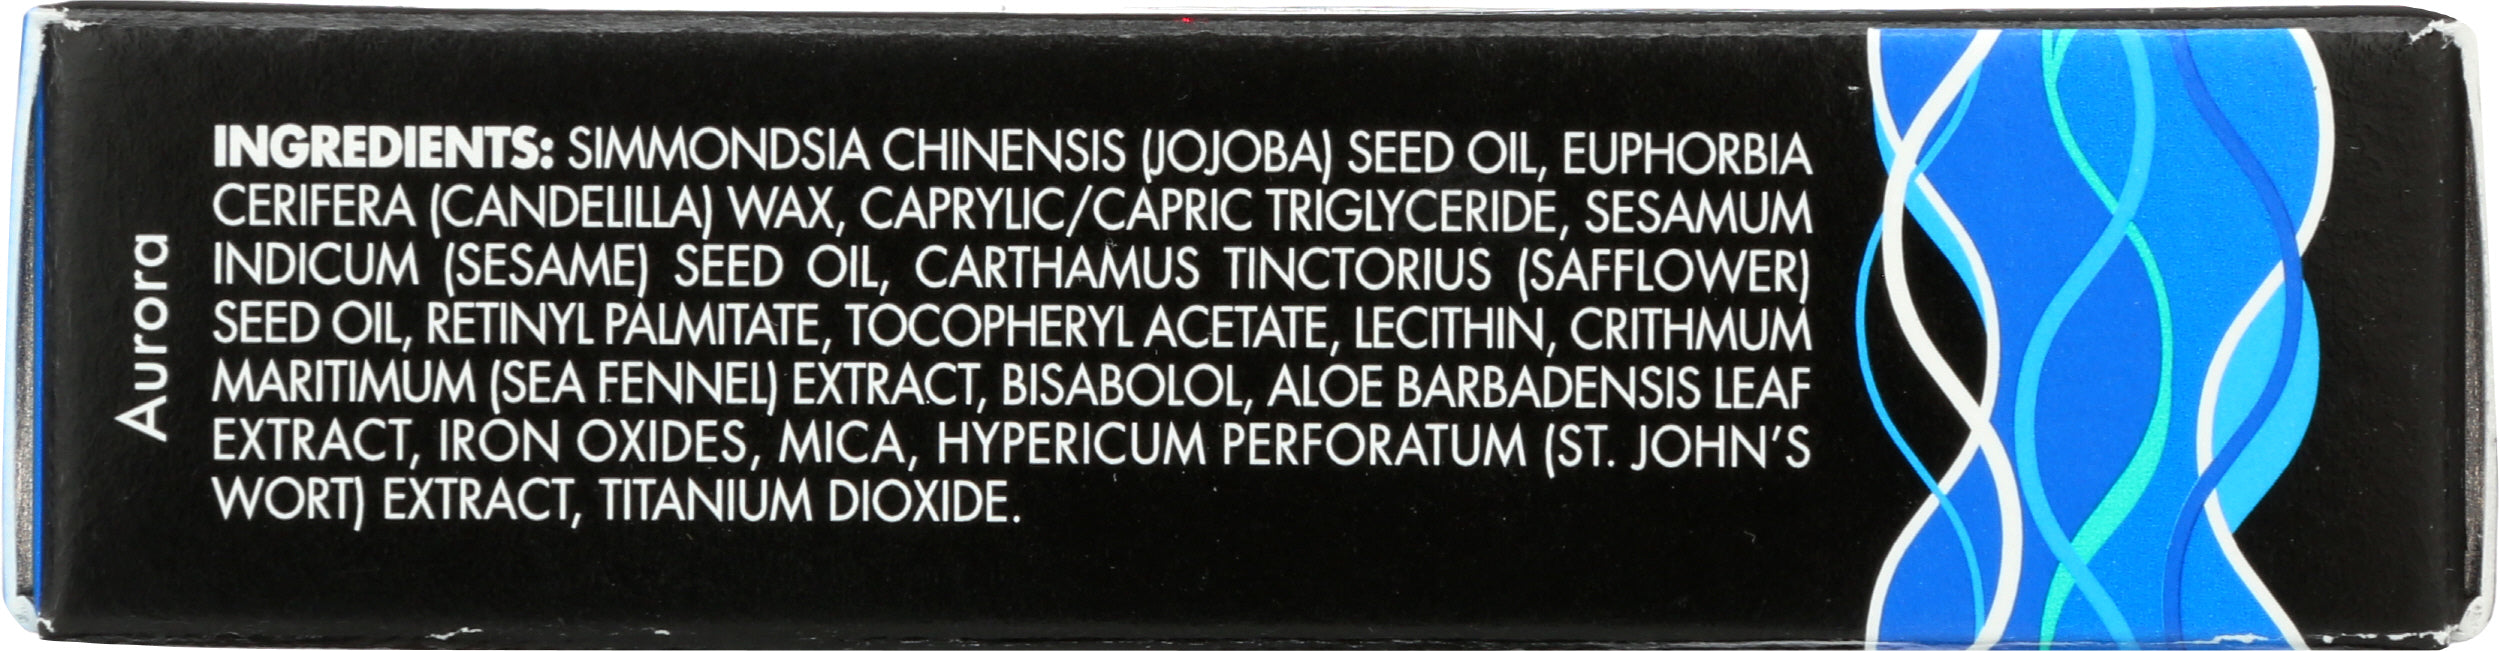 Aurora
INGREDIENTS: SIMMONDSIA CHINENSIS (JOJOBA) SEED OIL, EUPHORBIA
CERIFERA (CANDELILLA) WAX, CAPRYLIC/CAPRIC TRIGLYCERIDE, SESAMUM
INDICUM (SESAME) SEED OIL, CARTHAMUS TINCTORIUS (SAFFLOWER)
SEED OIL, RETINYL PALMITATE, TOCOPHERYL ACETATE, LECITHIN, CRITHMUM
MARITIMUM (SEA FENNEL) EXTRACT, BISABOLOL, ALOE BARBADENSIS LEAF
EXTRACT, IRON OXIDES, MICA, HYPERICUM PERFORATUM (ST. JOHN'S
WORT) EXTRACT, TITANIUM DIOXIDE.